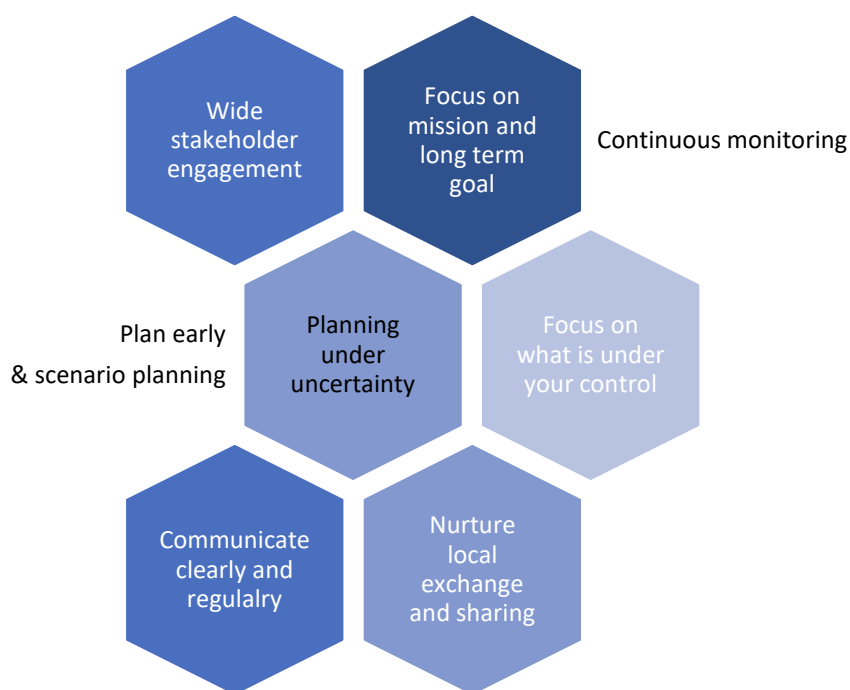 Wide
stakeholder
engagement
Focus on
mission and
long term
goal
Continuous monitoring
Plan early
& scenario planning
Planning
under
uncertainty
Focus on
what is under
your control
Communicate
clearly and
regulalry
Nurture
local
exchange
and sharing